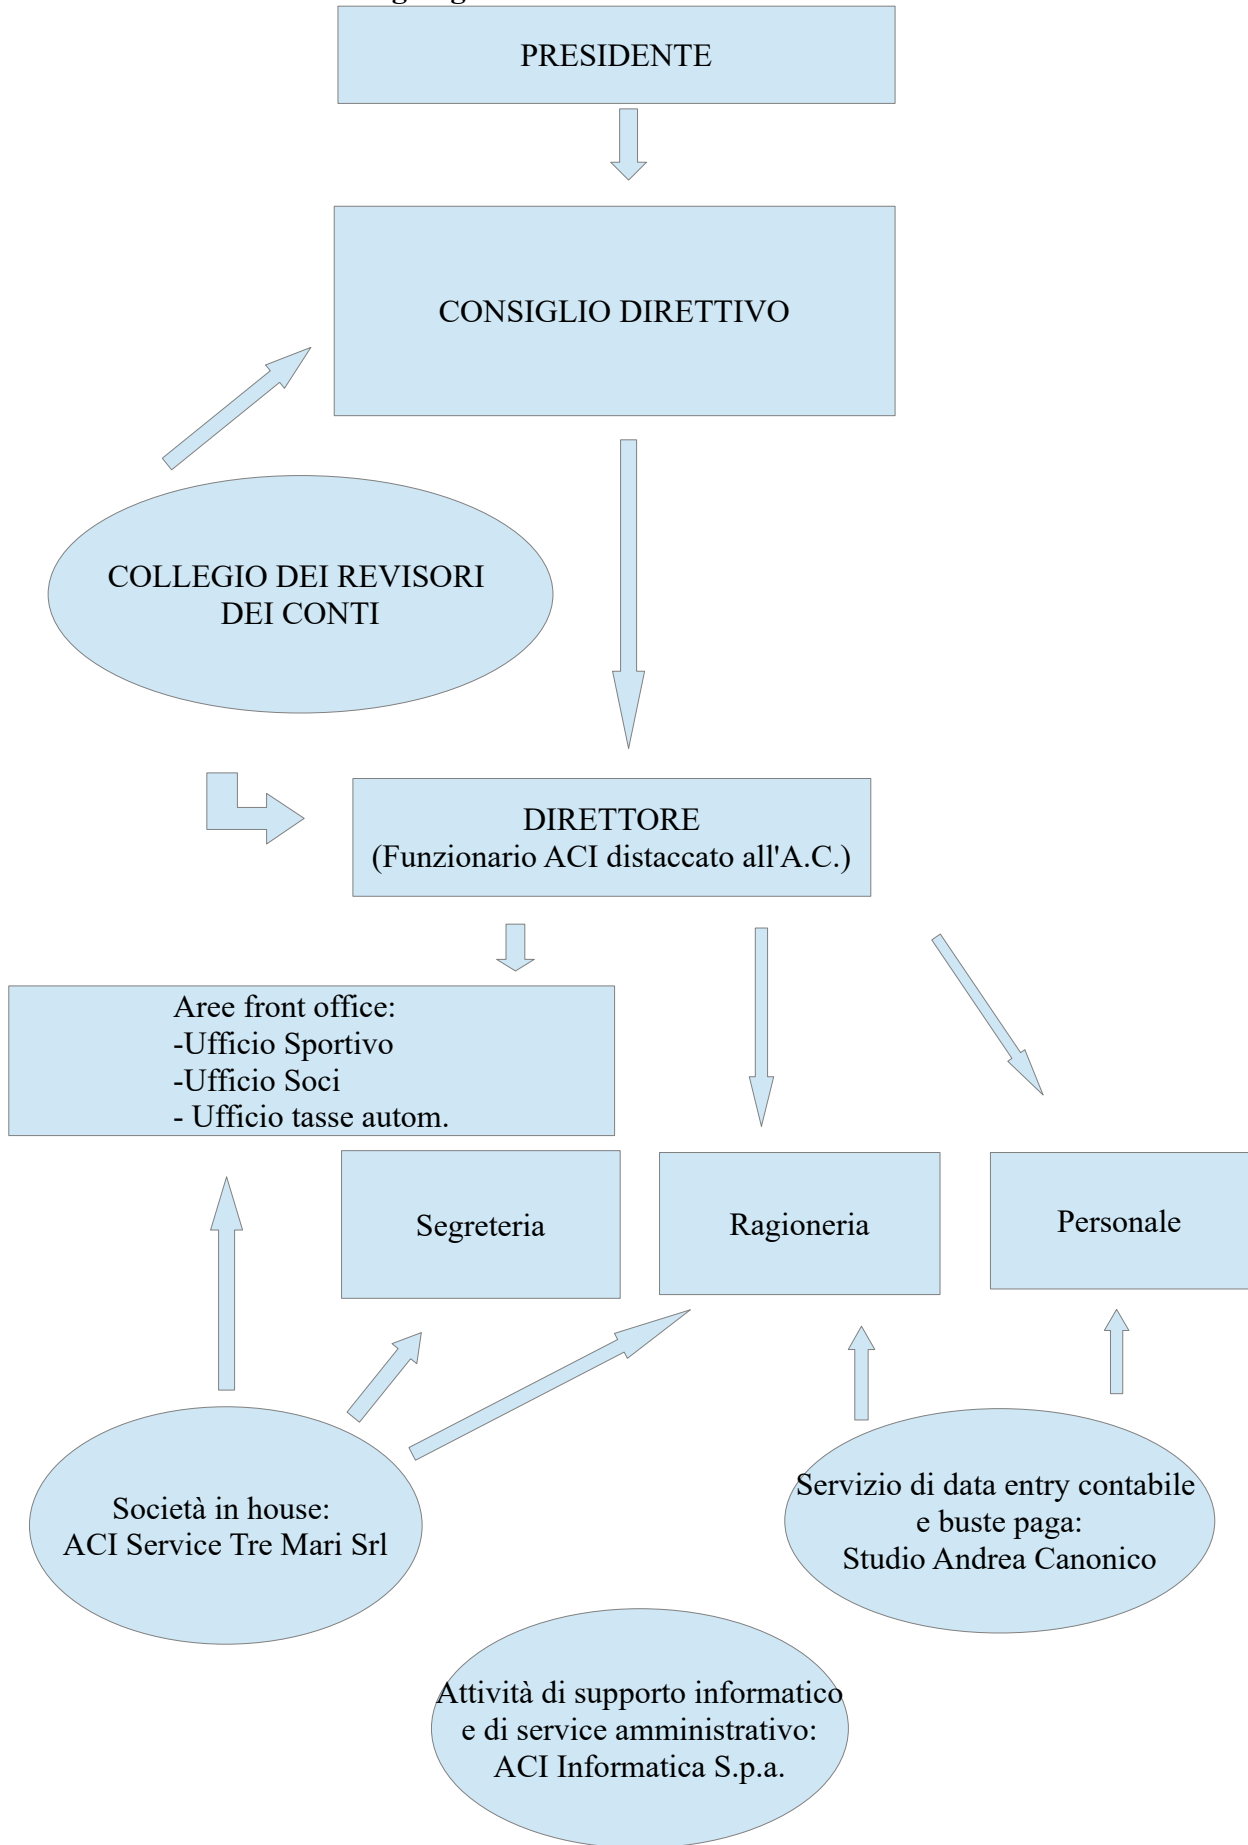 PRESIDENTE
CONSIGLIO DIRETTIVO
COLLEGIO DEI REVISORI
DEI CONTI
DIRETTORE
(Funzionario ACI distaccato all'A.C.)
Aree front office:
-Ufficio Sportivo
-Ufficio Soci
- Ufficio tasse autom.
Segreteria
Ragioneria
Personale
Società in house:
ACI Service Tre Mari Srl
Servizio di data entry contabile
e buste paga:
Studio Andrea Canonico
Attività di supporto informatico
e di service amministrativo:
ACI Informatica S.p.a.